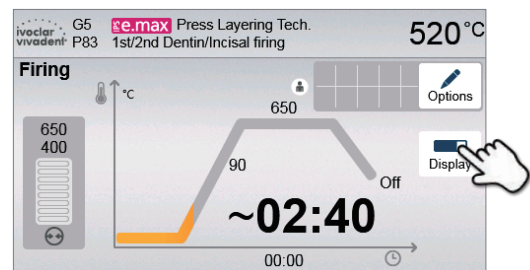 ivoclar vivadent
G5 IPS e.max Press Layering Tech.
P83 1st/2nd Dentin/Incisal firing
520°C
Firing
°C
Options
650
400
650
90
Display
Off
~02:40
00:00